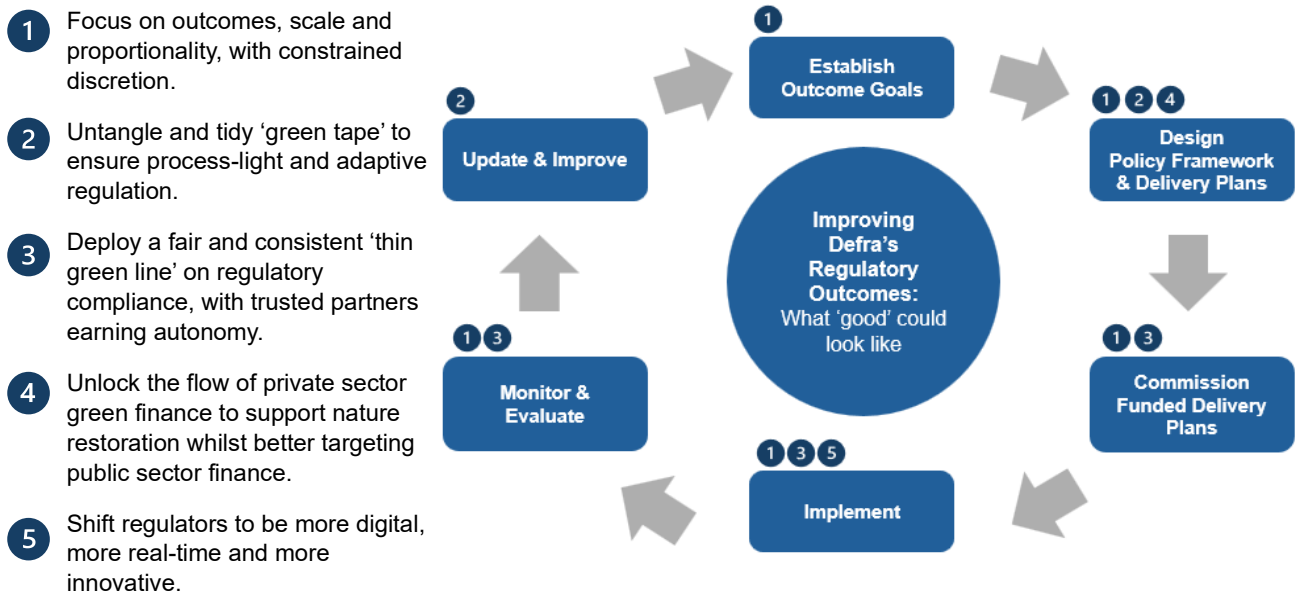 1
Focus on outcomes, scale and
proportionality, with constrained
discretion.
2
Untangle and tidy ‘green tape’ to
ensure process-light and adaptive
regulation.
3
Deploy a fair and consistent ‘thin
green line’ on regulatory
compliance, with trusted partners
earning autonomy.
4
Unlock the flow of private sector
green finance to support nature
restoration whilst better targeting
public sector finance.
5
Shift regulators to be more digital,
more real-time and more
innovative.
1
Establish
Outcome Goals
1 2 4
Design
Policy Framework
& Delivery Plans
1 3
Commission
Funded Delivery
Plans
1 3 5
Implement
1 3
Monitor &
Evaluate
2
Update & Improve
Improving
Defra’s
Regulatory
Outcomes:
What ‘good’ could
look like